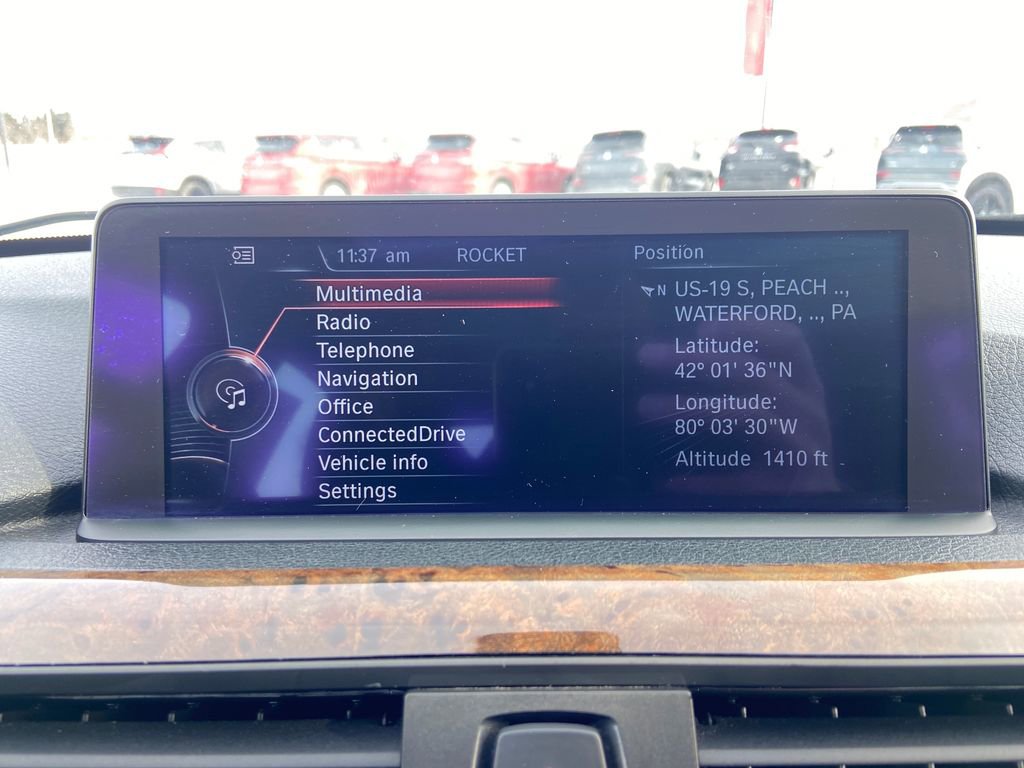 11:37 am ROCKET
Multimedia
Radio
Telephone
Navigation
Office
ConnectedDrive
Vehicle info
Settings
Position
N US-19 S, PEACH ..,
WATERFORD, .., PA
Latitude:
42° 01' 36"N
Longitude:
80° 03' 30"W
Altitude 1410 ft